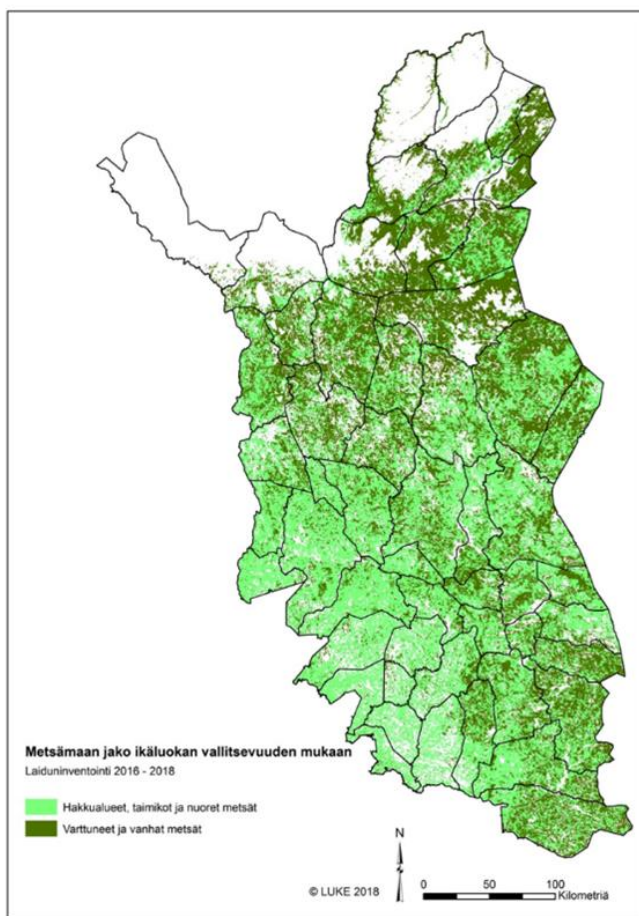 Metsämaan jako ikäluokan vallitsevuuden mukaan
Laiduninventointi 2016 - 2018
Hakkualueet, taimikot ja nuoret metsät
Varttuneet ja vanhat metsät
N
© LUKE 2018
0 50 100
Kilometriä